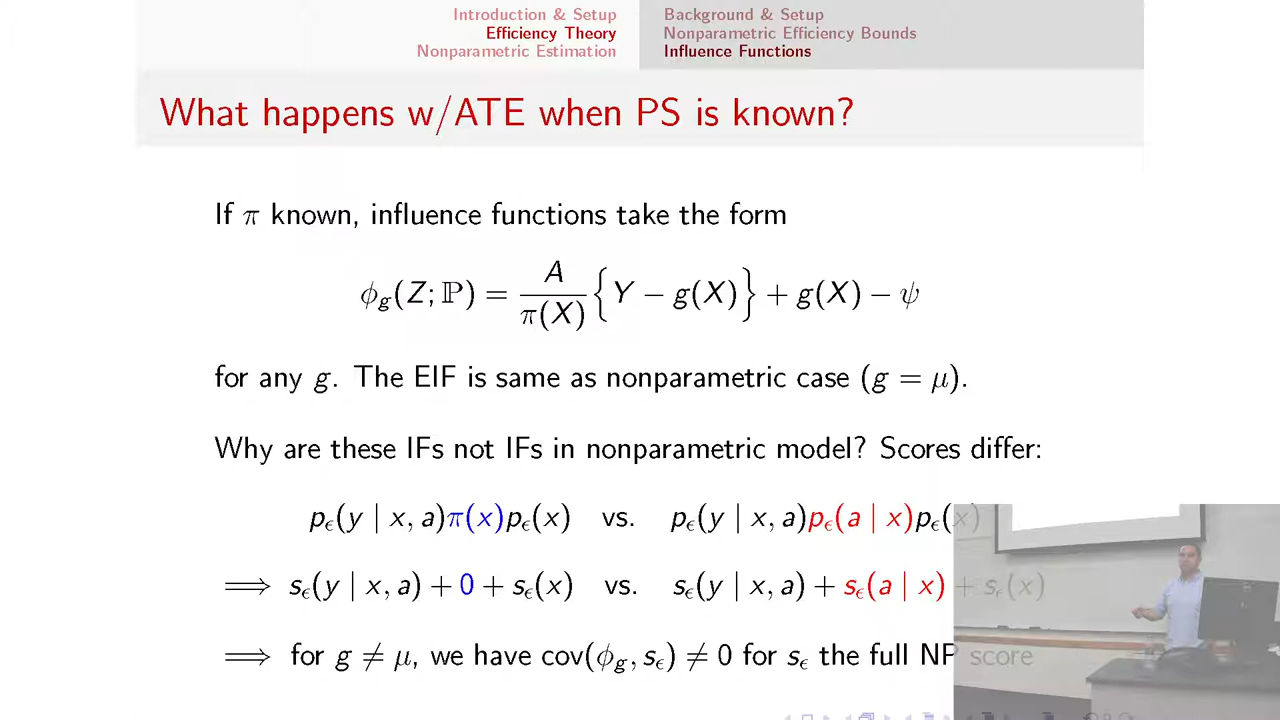 Introduction & Setup
Efficiency Theory
Nonparametric Estimation
Background & Setup
Nonparametric Efficiency Bounds
Influence Functions
What happens w/ATE when PS is known?
If π known, influence functions take the form
ϕ_g(Z; ℙ) = A/π(X) {Y − g(X)} + g(X) − ψ
for any g. The EIF is same as nonparametric case (g = μ).
Why are these IFs not IFs in nonparametric model? Scores differ:
p_ϵ(y | x, a)π(x)p_ϵ(x) vs. p_ϵ(y | x, a)p_ϵ(a | x)p_ϵ(x)
⟹ s_ϵ(y | x, a) + 0 + s_ϵ(x) vs. s_ϵ(y | x, a) + s_ϵ(a | x) + s_ϵ(x)
⟹ for g ≠ μ, we have cov(ϕ_g, s_ϵ) ≠ 0 for s_ϵ the full NP score